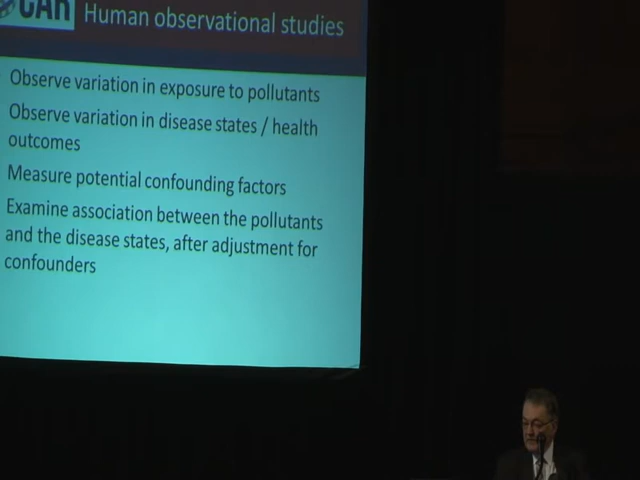 CAR
Human observational studies
Observe variation in exposure to pollutants
Observe variation in disease states / health
outcomes
Measure potential confounding factors
Examine association between the pollutants
and the disease states, after adjustment for
confounders